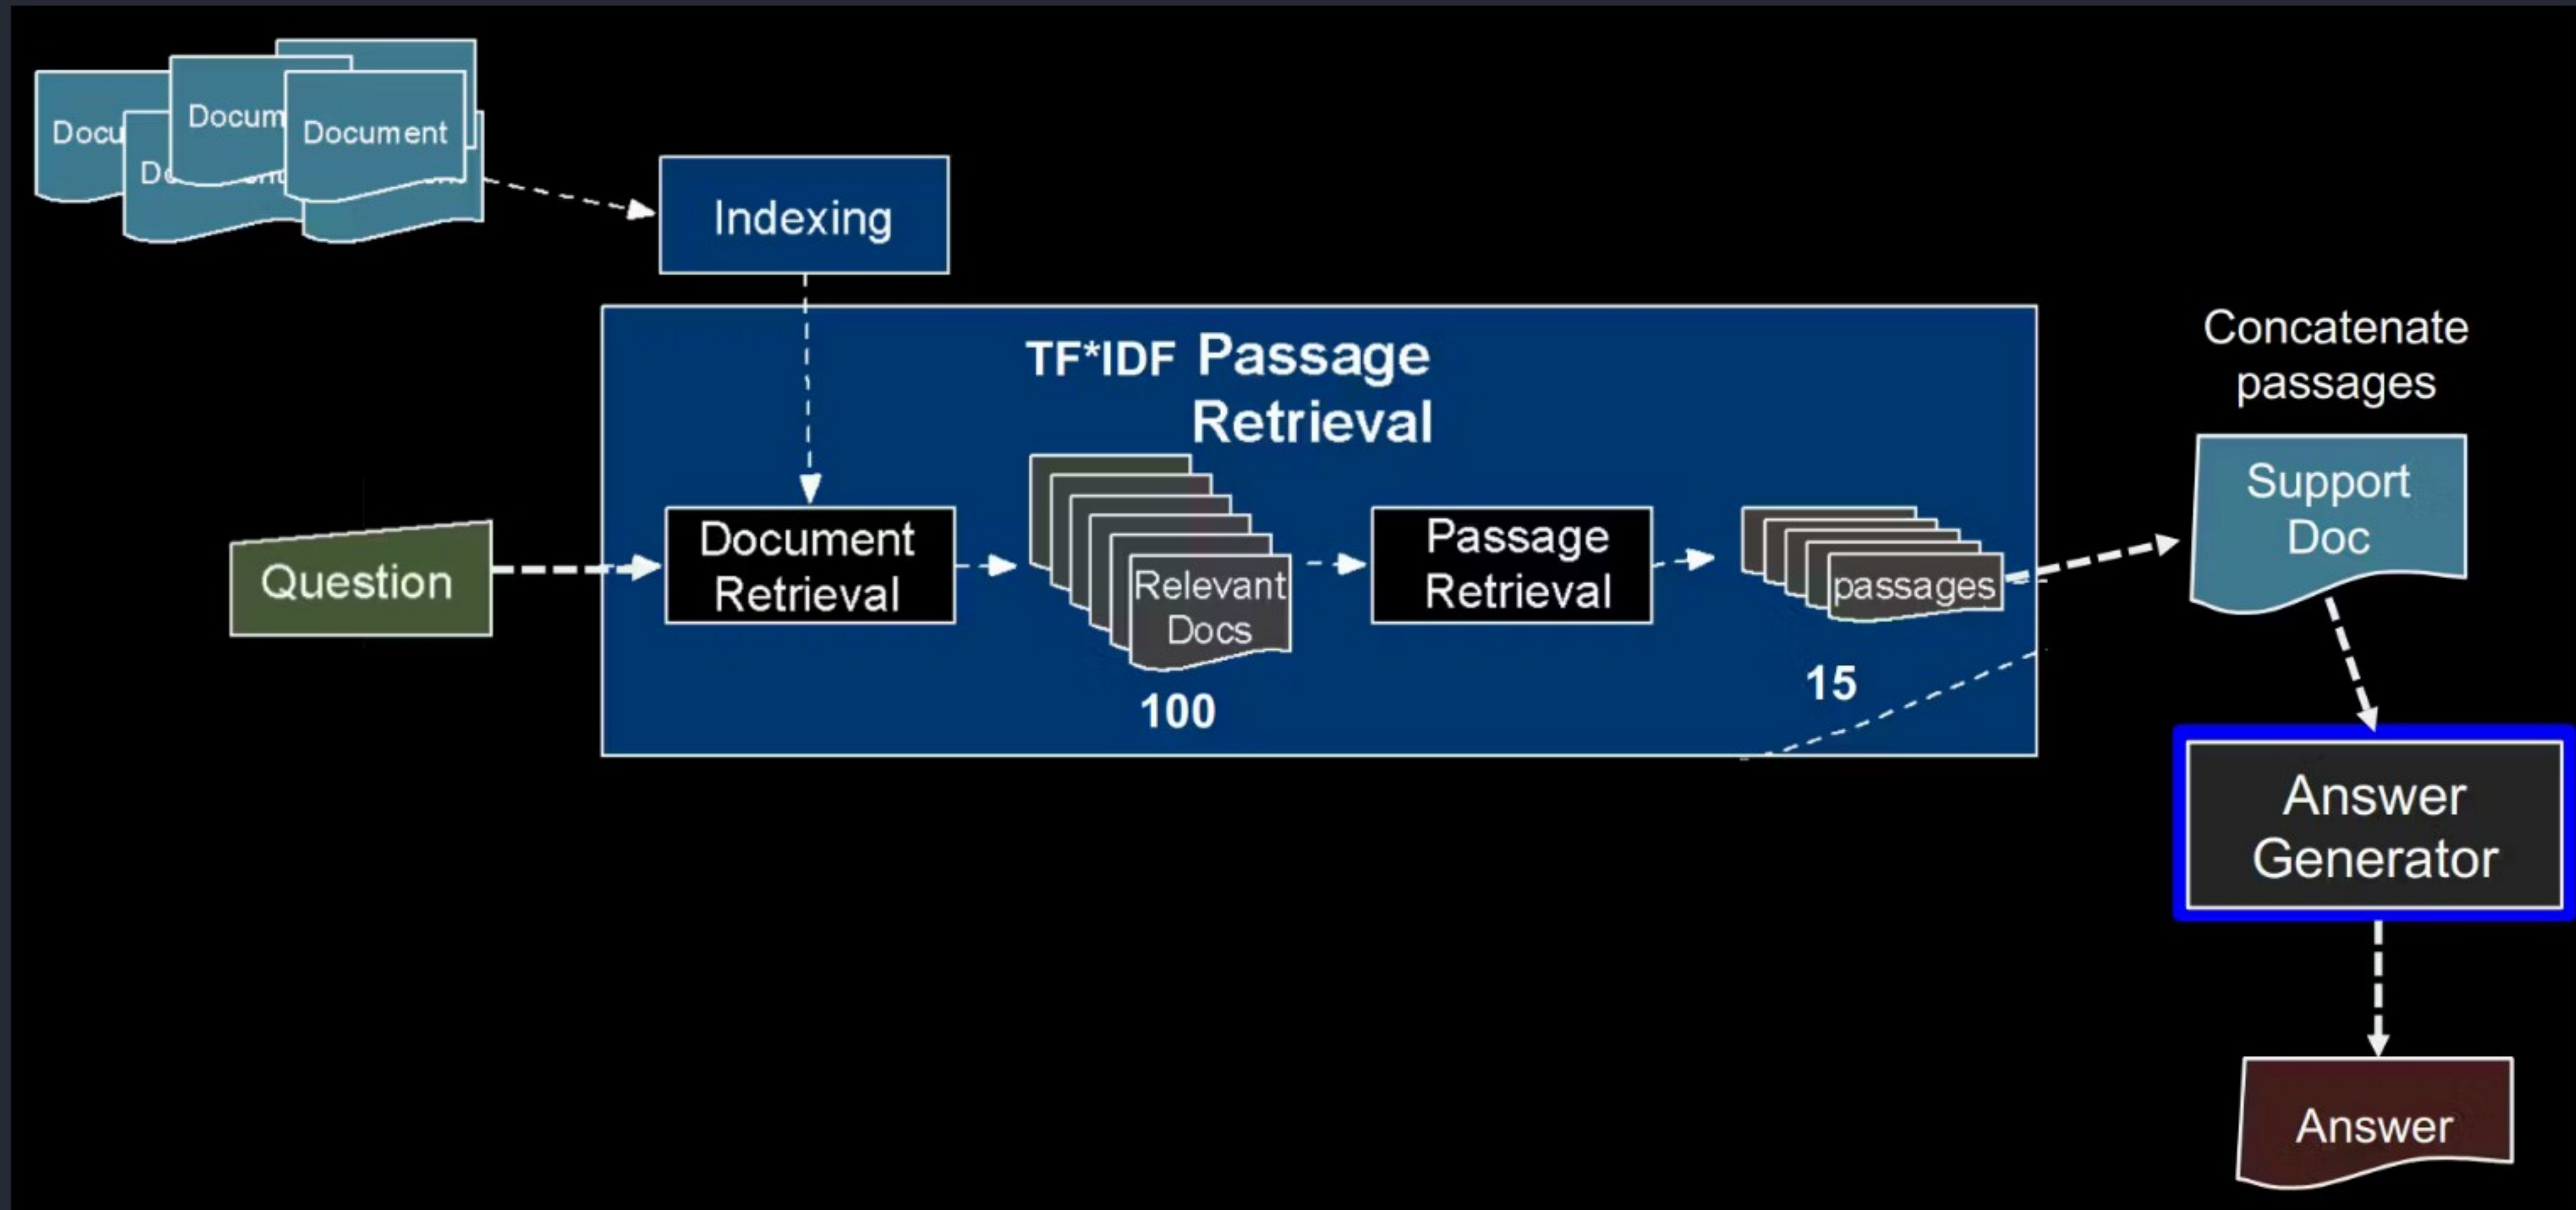 Docu
Docum
Document
Indexing
TF*IDF Passage
Retrieval
Concatenate
passages
Question
Document
Retrieval
Relevant
Docs
100
Passage
Retrieval
passages
15
Support
Doc
Answer
Generator
Answer